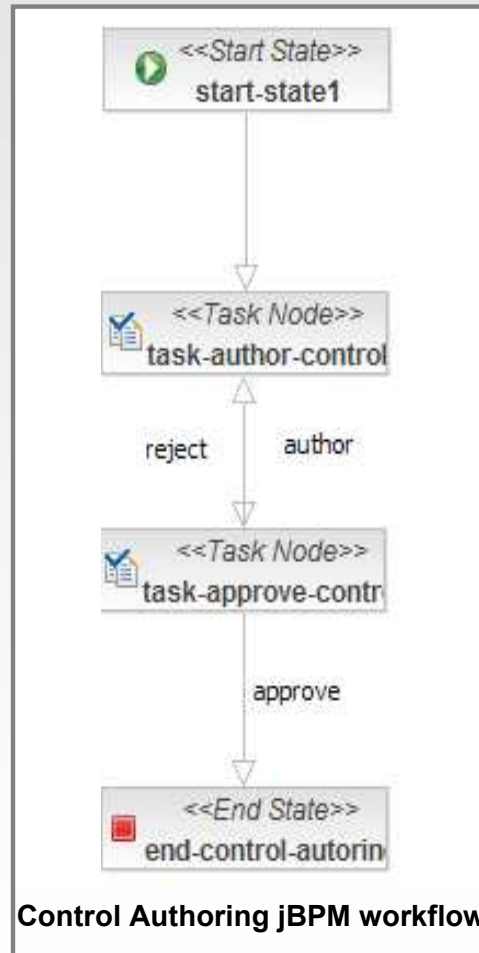 <<Start State>>
start-state1
<<Task Node>>
task-author-control
reject
author
<<Task Node>>
task-approve-contr
approve
<<End State>>
end-control-autorin
Control Authoring jBPM workflow